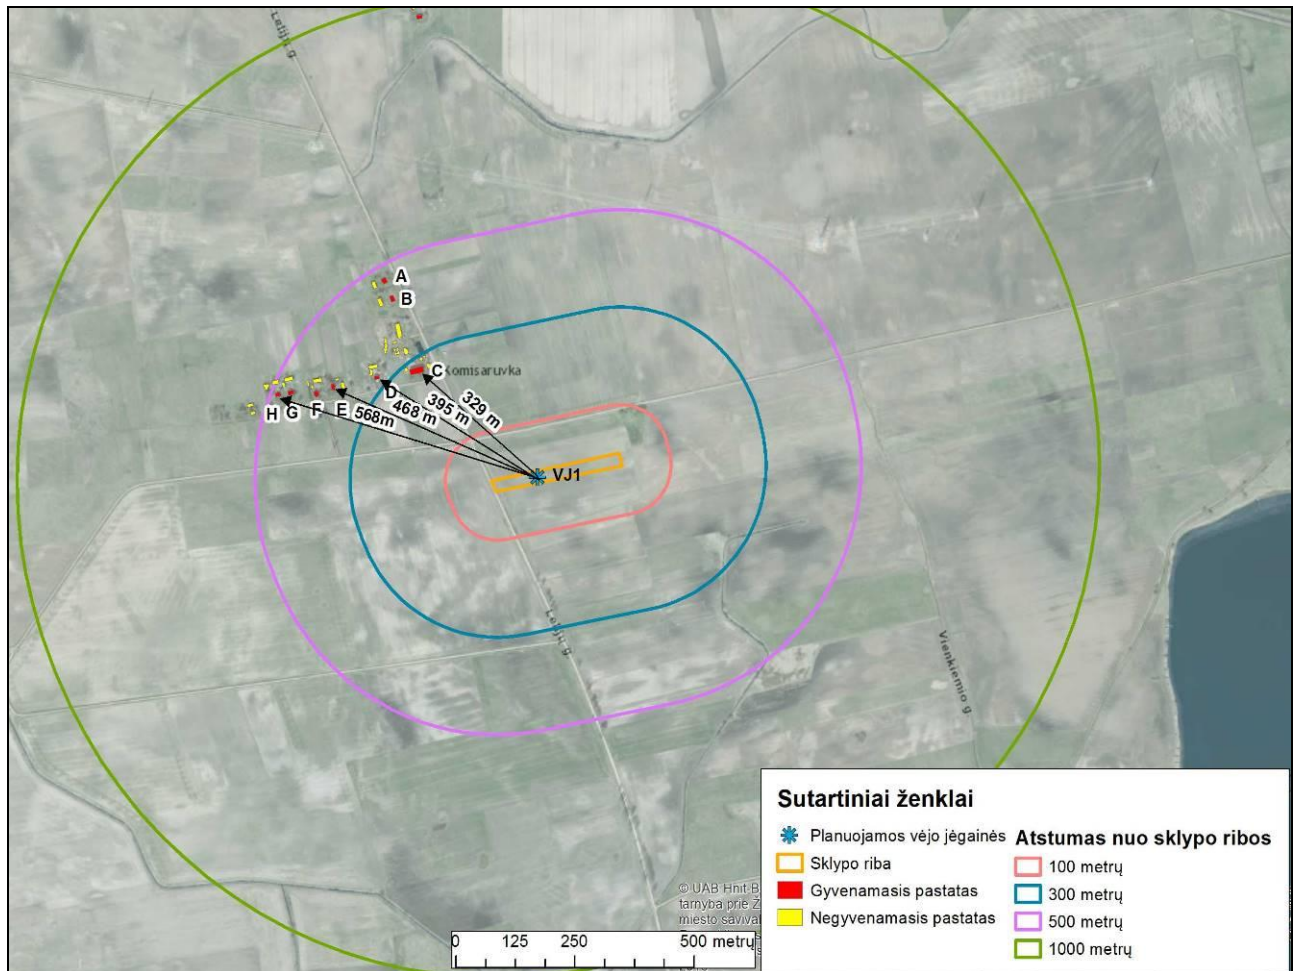 Lelijų g
A
B
C Komisaruvka
D
H G F E
568m
468 m
395 m
329 m
VJ1
Lelijų g
Vienkiemio g
Sutartiniai ženklai
Planuojamos vėjo jėgainės
Sklypo riba
Gyvenamasis pastatas
Negyvenamasis pastatas
Atstumas nuo sklypo ribos
100 metrų
300 metrų
500 metrų
1000 metrų
© UAB Hnit-B
tarnyba prie Ž
miesto savival
0 125 250 500 metrų